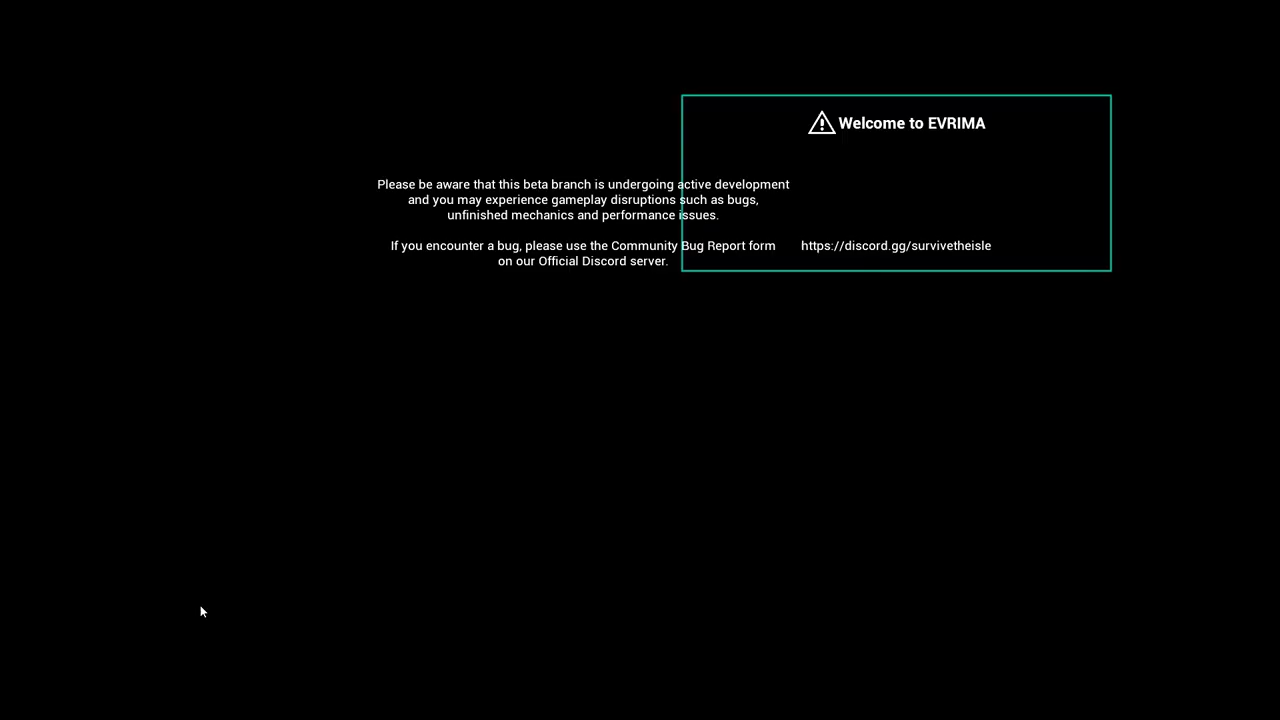 Welcome to EVRIMA
Please be aware that this beta branch is undergoing active development
and you may experience gameplay disruptions such as bugs,
unfinished mechanics and performance issues.
If you encounter a bug, please use the Community Bug Report form
on our Official Discord server.
https://discord.gg/survivetheisle